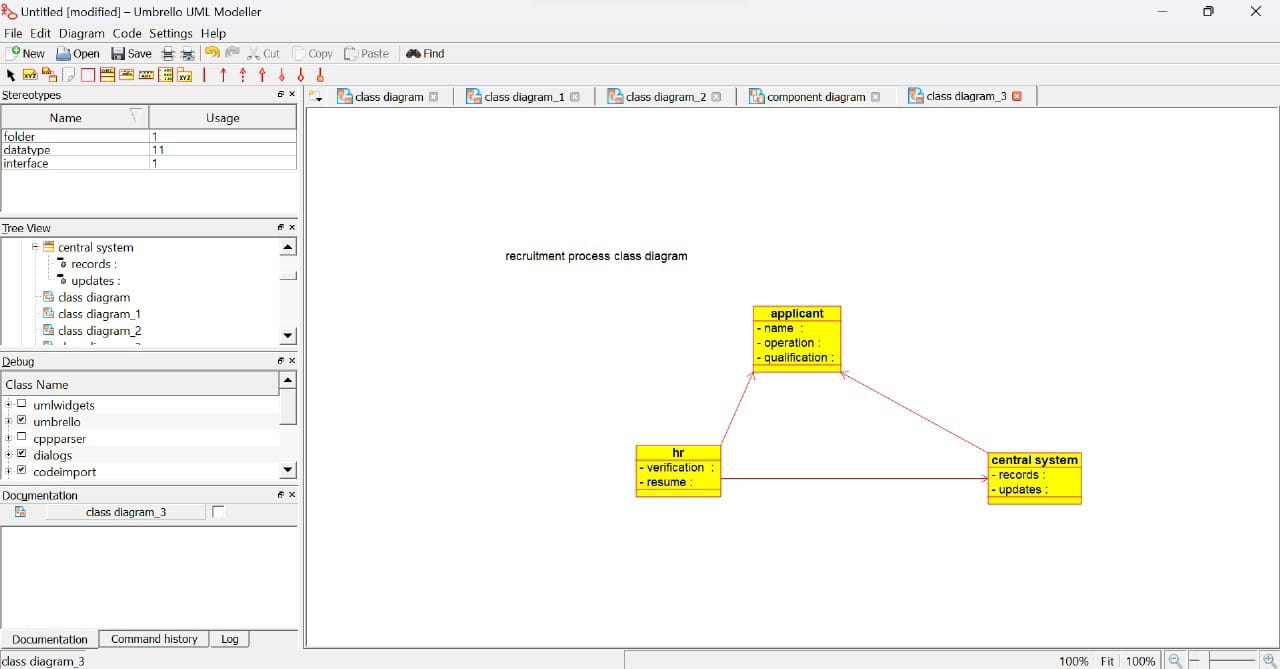 Untitled [modified] – Umbrello UML Modeller
File Edit Diagram Code Settings Help
New Open Save Cut Copy Paste Find
Stereotypes
Name Usage
folder 1
datatype 11
interface 1
Tree View
central system
records :
updates :
class diagram
class diagram_1
class diagram_2
Debug
Class Name
umlwidgets
umbrello
cppparser
dialogs
codeimport
Documentation
class diagram_3
Documentation Command history Log
class diagram_3
class diagram class diagram_1 class diagram_2 component diagram class diagram_3
recruitment process class diagram
applicant
- name :
- operation :
- qualification :
hr
- verification :
- resume :
central system
- records :
- updates :
100% Fit 100%